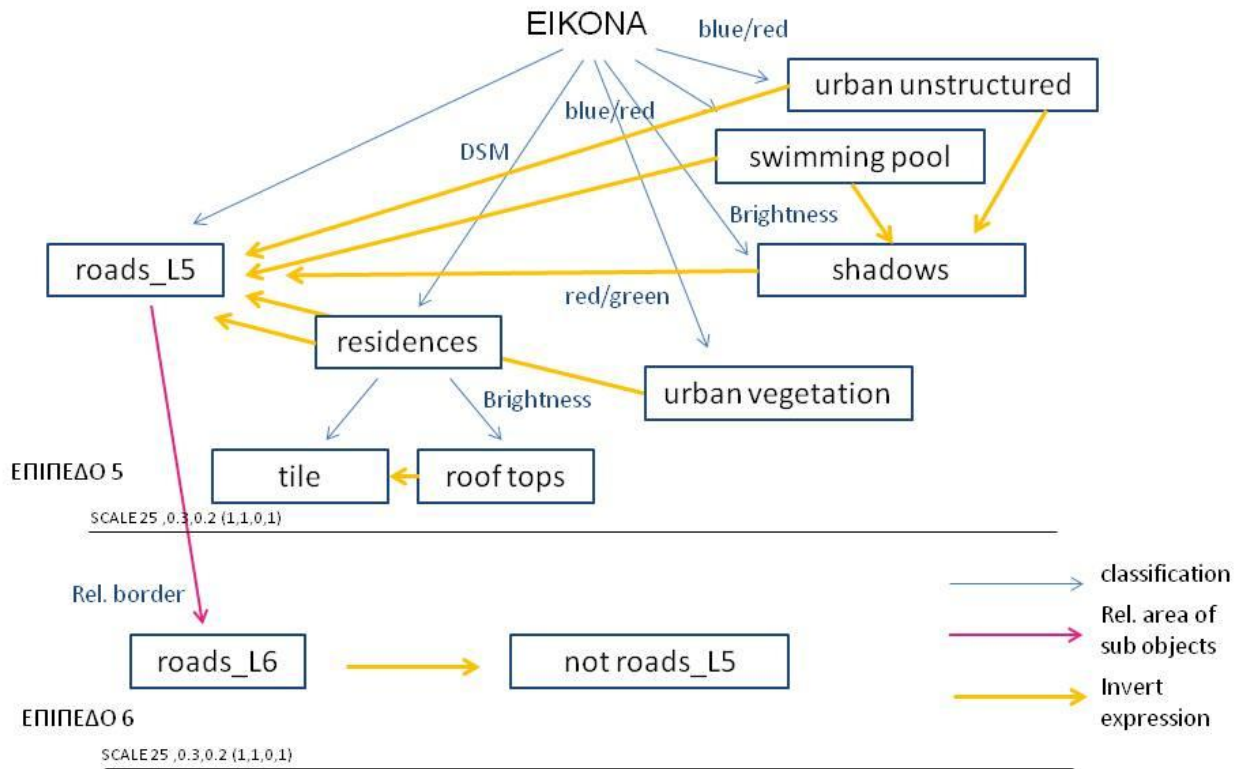 ΕΙΚΟΝΑ
blue/red
urban unstructured
blue/red
DSM
swimming pool
Brightness
roads_L5
shadows
red/green
residences
urban vegetation
Brightness
ΕΠΙΠΕΔΟ 5
tile
roof tops
SCALE 25 ,0.3,0.2 (1,1,0,1)
classification
Rel. border
Rel. area of
sub objects
roads_L6
not roads_L5
Invert
expression
ΕΠΙΠΕΔΟ 6
SCALE 25 ,0.3,0.2 (1,1,0,1)